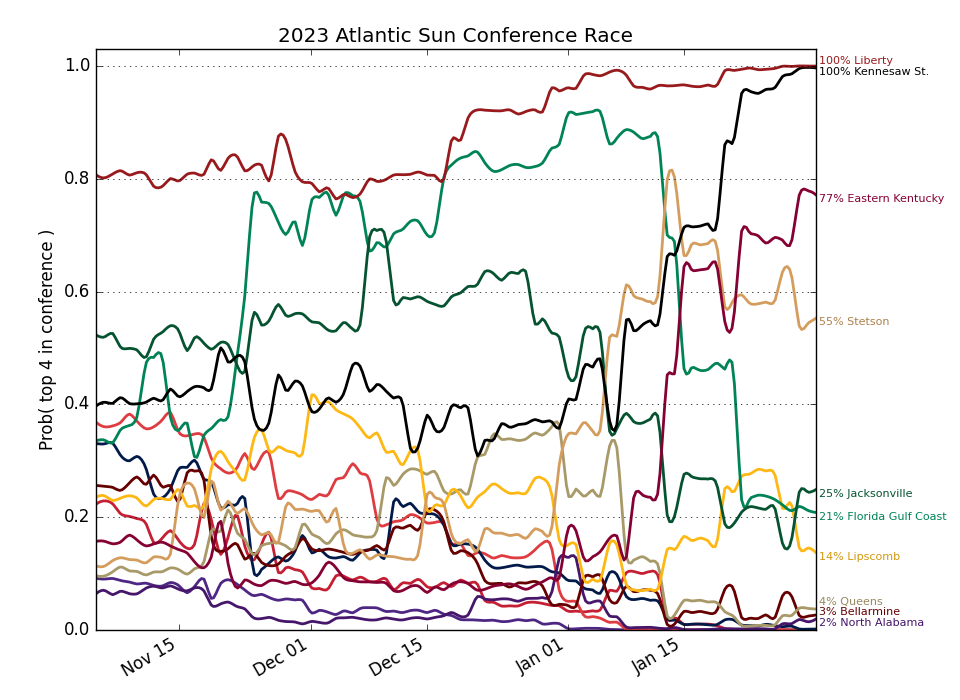 2023 Atlantic Sun Conference Race
Prob( top 4 in conference )
1.0
0.8
0.6
0.4
0.2
0.0
Nov 15
Dec 01
Dec 15
Jan 01
Jan 15
100% Liberty
100% Kennesaw St.
77% Eastern Kentucky
55% Stetson
25% Jacksonville
21% Florida Gulf Coast
14% Lipscomb
4% Queens
3% Bellarmine
2% North Alabama